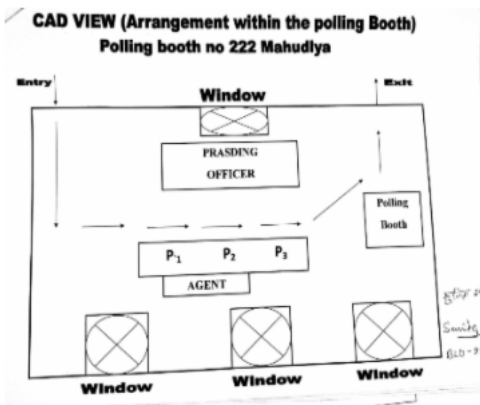 CAD VIEW (Arrangement within the polling Booth)
Polling booth no 222 Mahudiya
Entry
Exit
Window
PRASDING
OFFICER
Polling
Booth
P1 P2 P3
AGENT
Window
Window
Window